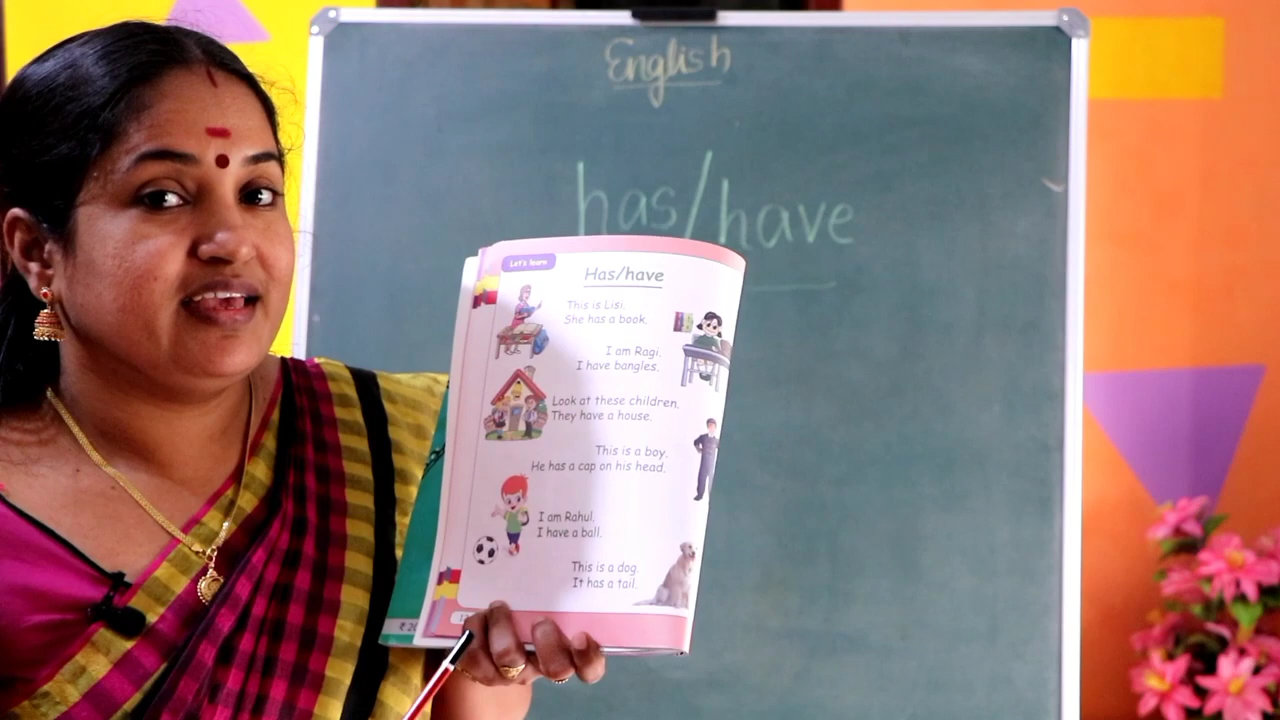 English
has/have
Let's learn
Has/have
This is Lisi.
She has a book.
I am Ragi.
I have bangles.
Look at these children.
They have a house.
This is a boy.
He has a cap on his head.
I am Rahul.
I have a ball.
This is a dog.
It has a tail.